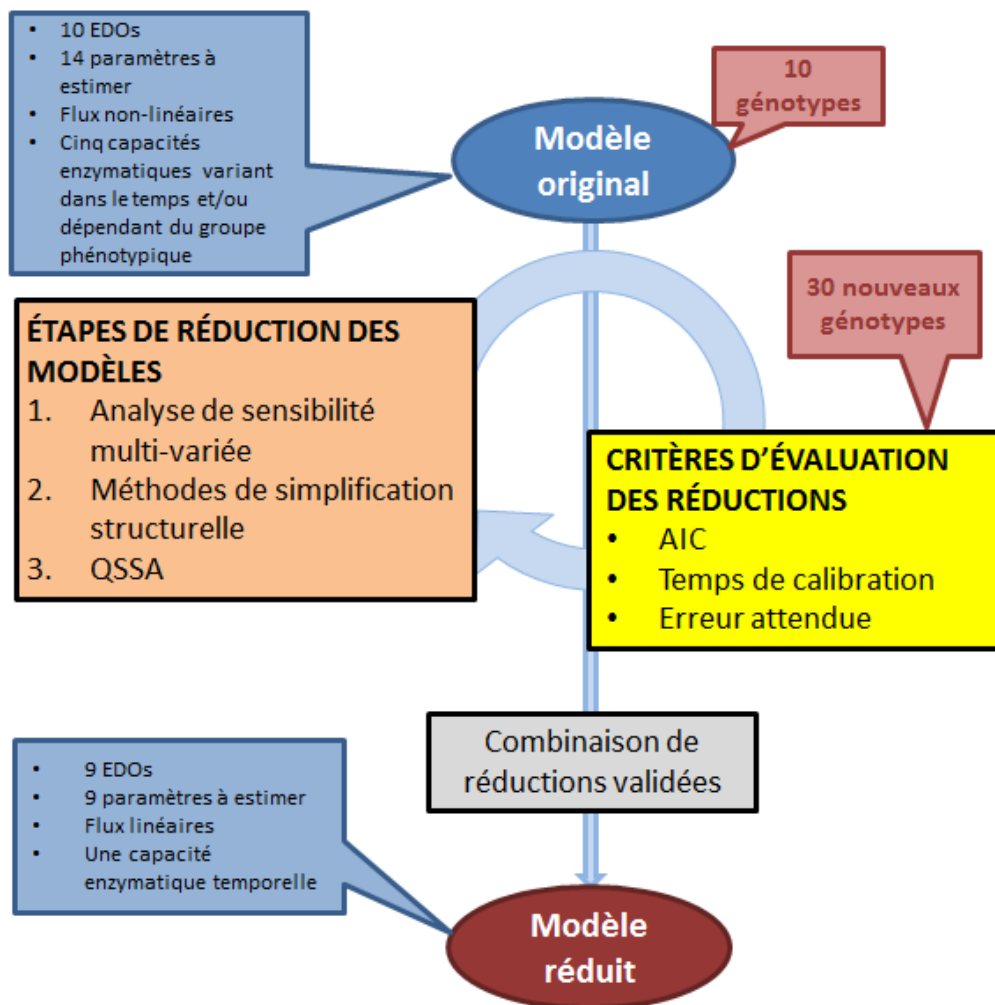 • 10 EDOs
• 14 paramètres à
estimer
• Flux non-linéaires
• Cinq capacités
enzymatiques variant
dans le temps et/ou
dépendant du groupe
phénotypique
10
génotypes
Modèle
original
30 nouveaux
génotypes
ÉTAPES DE RÉDUCTION DES
MODÈLES
1. Analyse de sensibilité
multi-variée
2. Méthodes de simplification
structurelle
3. QSSA
CRITÈRES D’ÉVALUATION
DES RÉDUCTIONS
• AIC
• Temps de calibration
• Erreur attendue
Combinaison de
réductions validées
• 9 EDOs
• 9 paramètres à estimer
• Flux linéaires
• Une capacité
enzymatique temporelle
Modèle
réduit